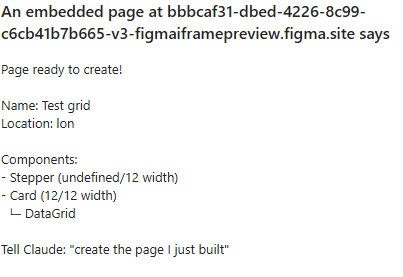 An embedded page at bbbcaf31-dbed-4226-8c99-
c6cb41b7b665-v3-figmaiframepreview.figma.site says
Page ready to create!
Name: Test grid
Location: lon
Components:
- Stepper (undefined/12 width)
- Card (12/12 width)
└─ DataGrid
Tell Claude: "create the page I just built"